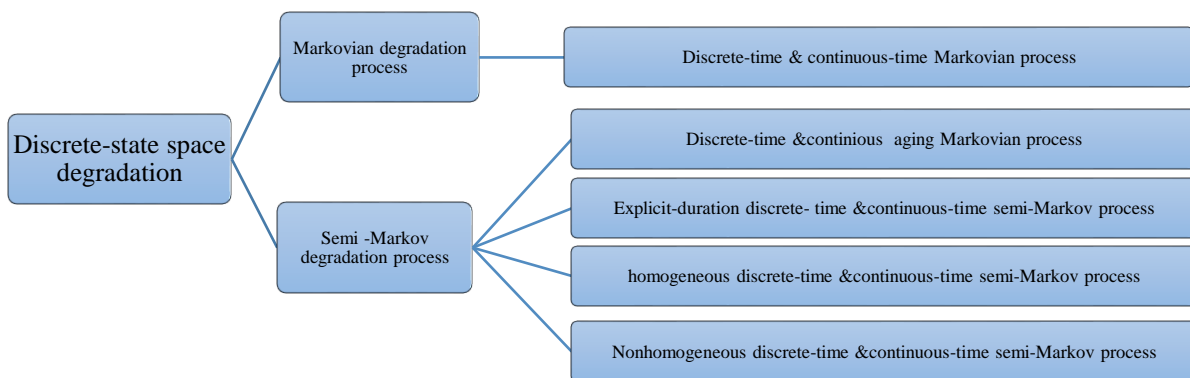 Discrete-state space
degradation
Markovian degradation
process
Discrete-time & continuous-time Markovian process
Semi -Markov
degradation process
Discrete-time &continious  aging Markovian process
Explicit-duration discrete- time &continuous-time semi-Markov process
homogeneous discrete-time &continuous-time semi-Markov process
Nonhomogeneous discrete-time &continuous-time semi-Markov process